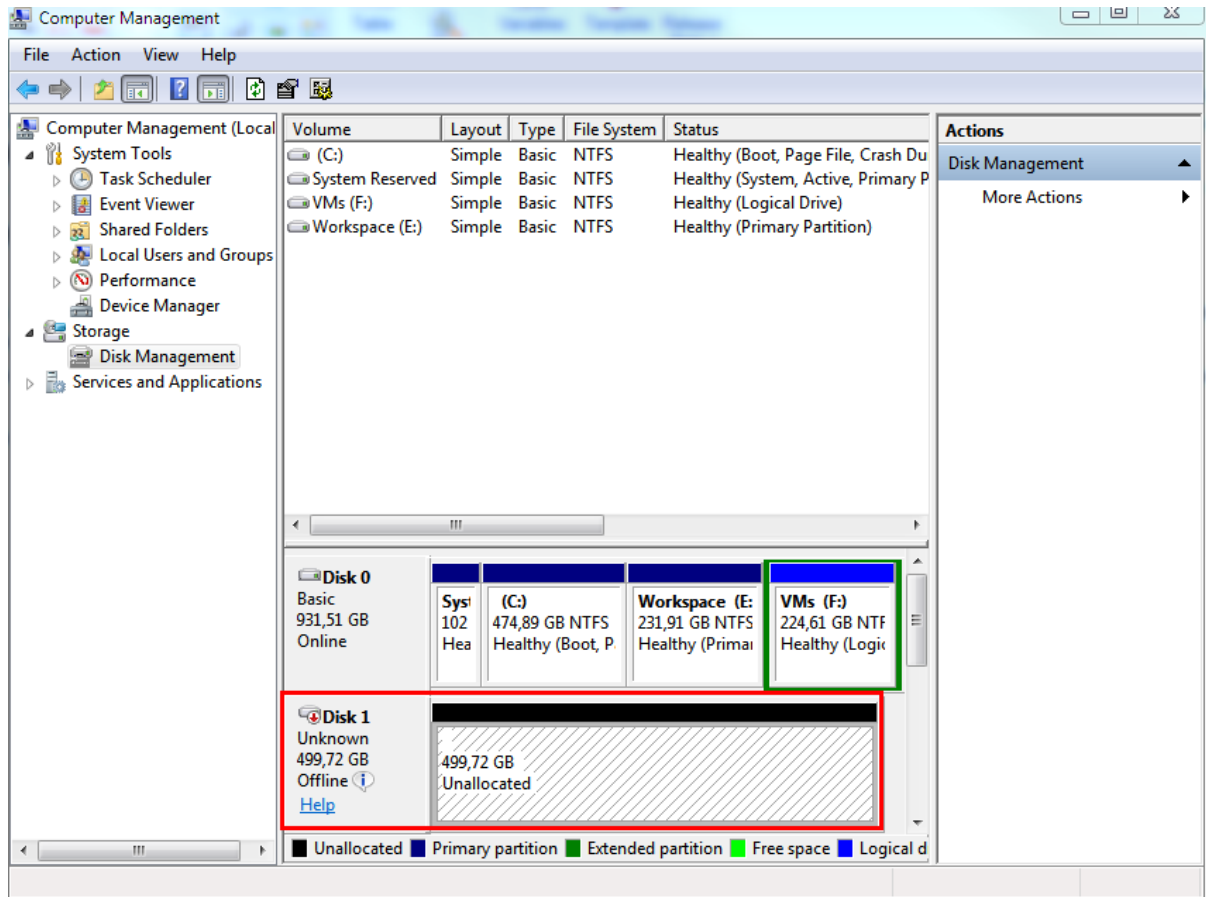 Computer Management
File Action View Help
Computer Management (Local
System Tools
Task Scheduler
Event Viewer
Shared Folders
Local Users and Groups
Performance
Device Manager
Storage
Disk Management
Services and Applications
Volume Layout Type File System Status
(C:) Simple Basic NTFS Healthy (Boot, Page File, Crash Du
System Reserved Simple Basic NTFS Healthy (System, Active, Primary P
VMs (F:) Simple Basic NTFS Healthy (Logical Drive)
Workspace (E:) Simple Basic NTFS Healthy (Primary Partition)
Actions
Disk Management
More Actions
Disk 0
Basic
931,51 GB
Online
Syst
102
Hea
(C:)
474,89 GB NTFS
Healthy (Boot, P
Workspace (E:
231,91 GB NTFS
Healthy (Primar
VMs (F:)
224,61 GB NTF
Healthy (Logic
Disk 1
Unknown
499,72 GB
Offline
Help
499,72 GB
Unallocated
Unallocated Primary partition Extended partition Free space Logical d